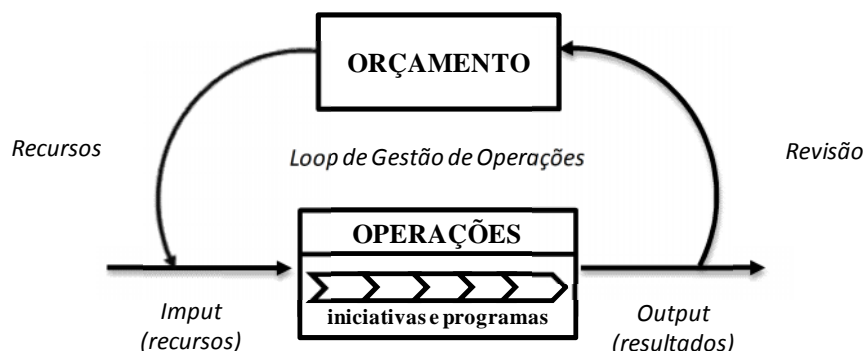 ORÇAMENTO
Recursos
Loop de Gestão de Operações
Revisão
OPERAÇÕES
iniciativas e programas
Imput
(recursos)
Output
(resultados)